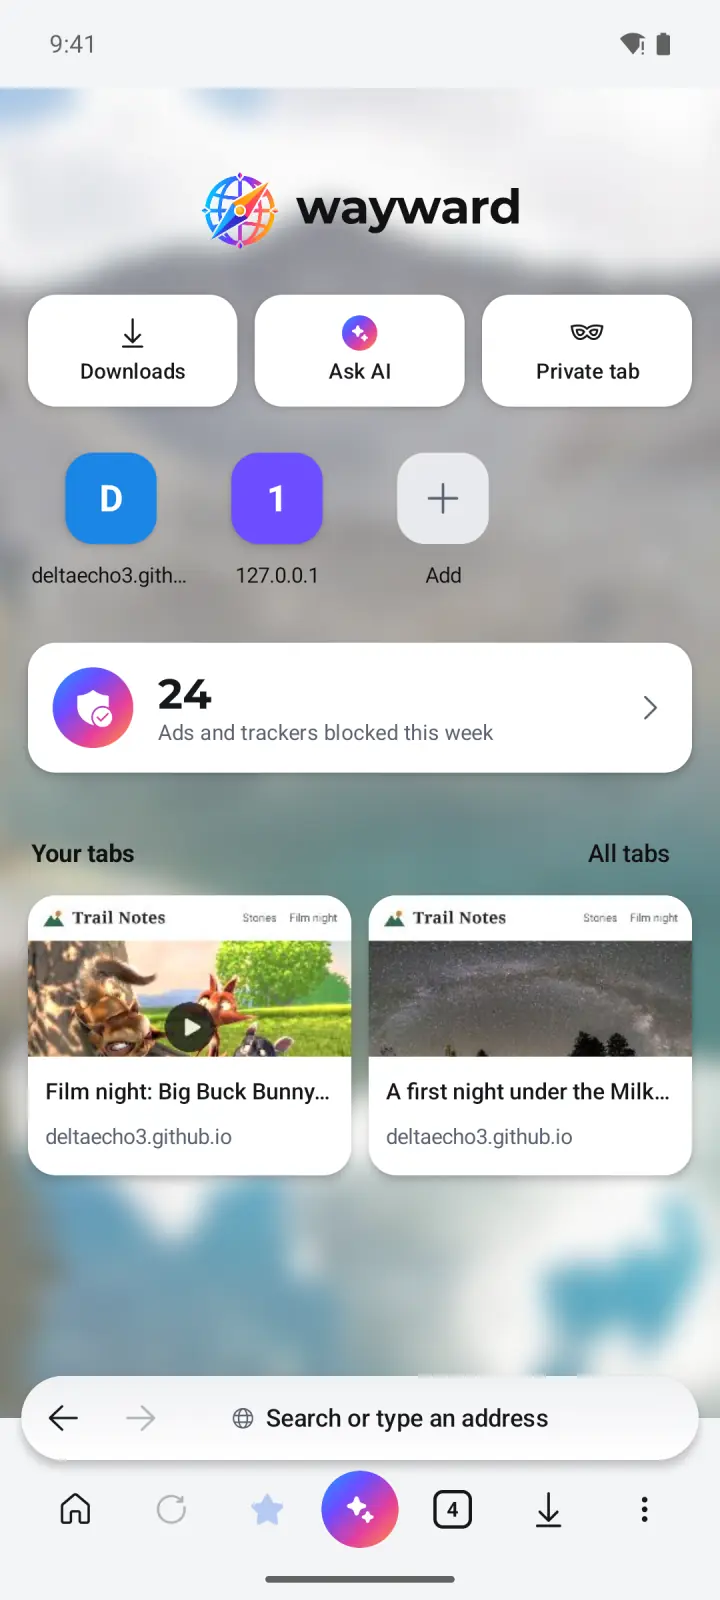 9:41
wayward
Downloads
Ask AI
Private tab
D
1
deltaecho3.gith...
127.0.0.1
Add
24
Ads and trackers blocked this week
Your tabs
All tabs
Trail Notes
Stories
Film night
Trail Notes
Stories
Film night
Film night: Big Buck Bunny...
deltaecho3.github.io
A first night under the Milk...
deltaecho3.github.io
Search or type an address
4